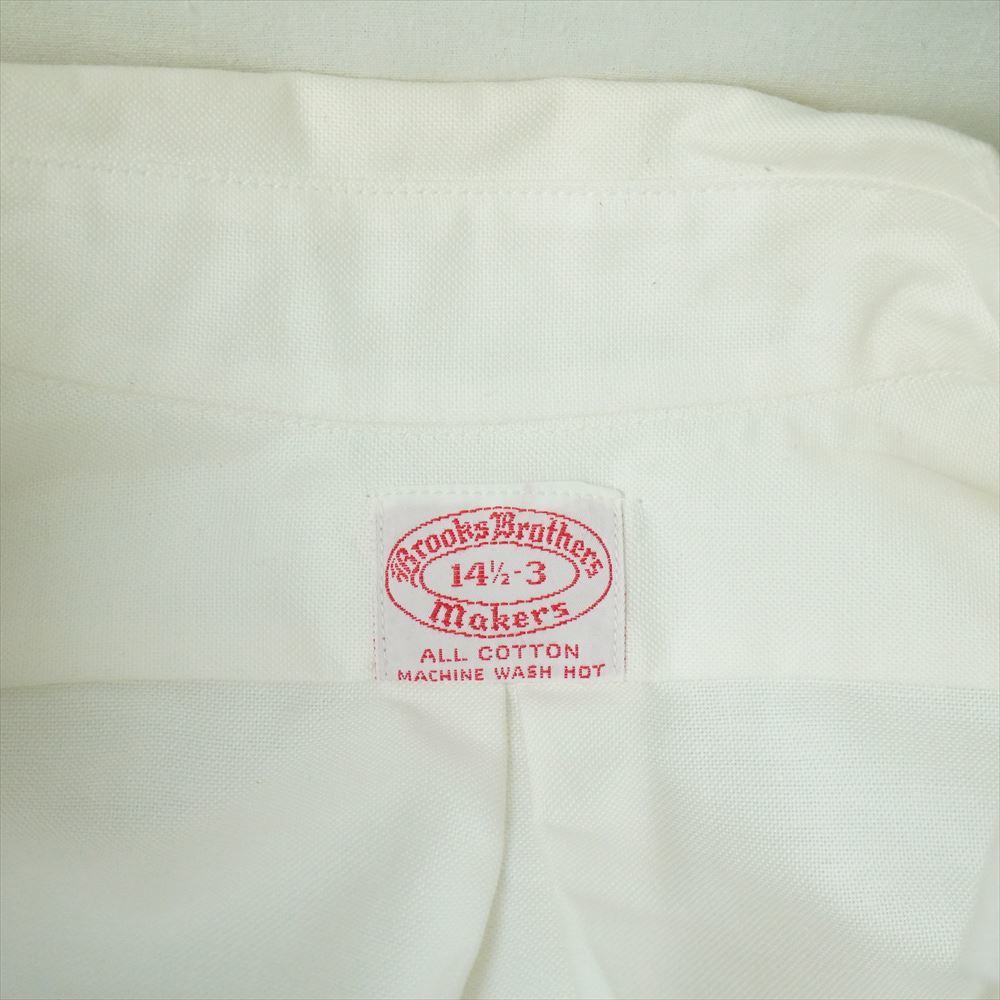 Brooks Brothers
14½-3
Makers
ALL COTTON
MACHINE WASH HOT